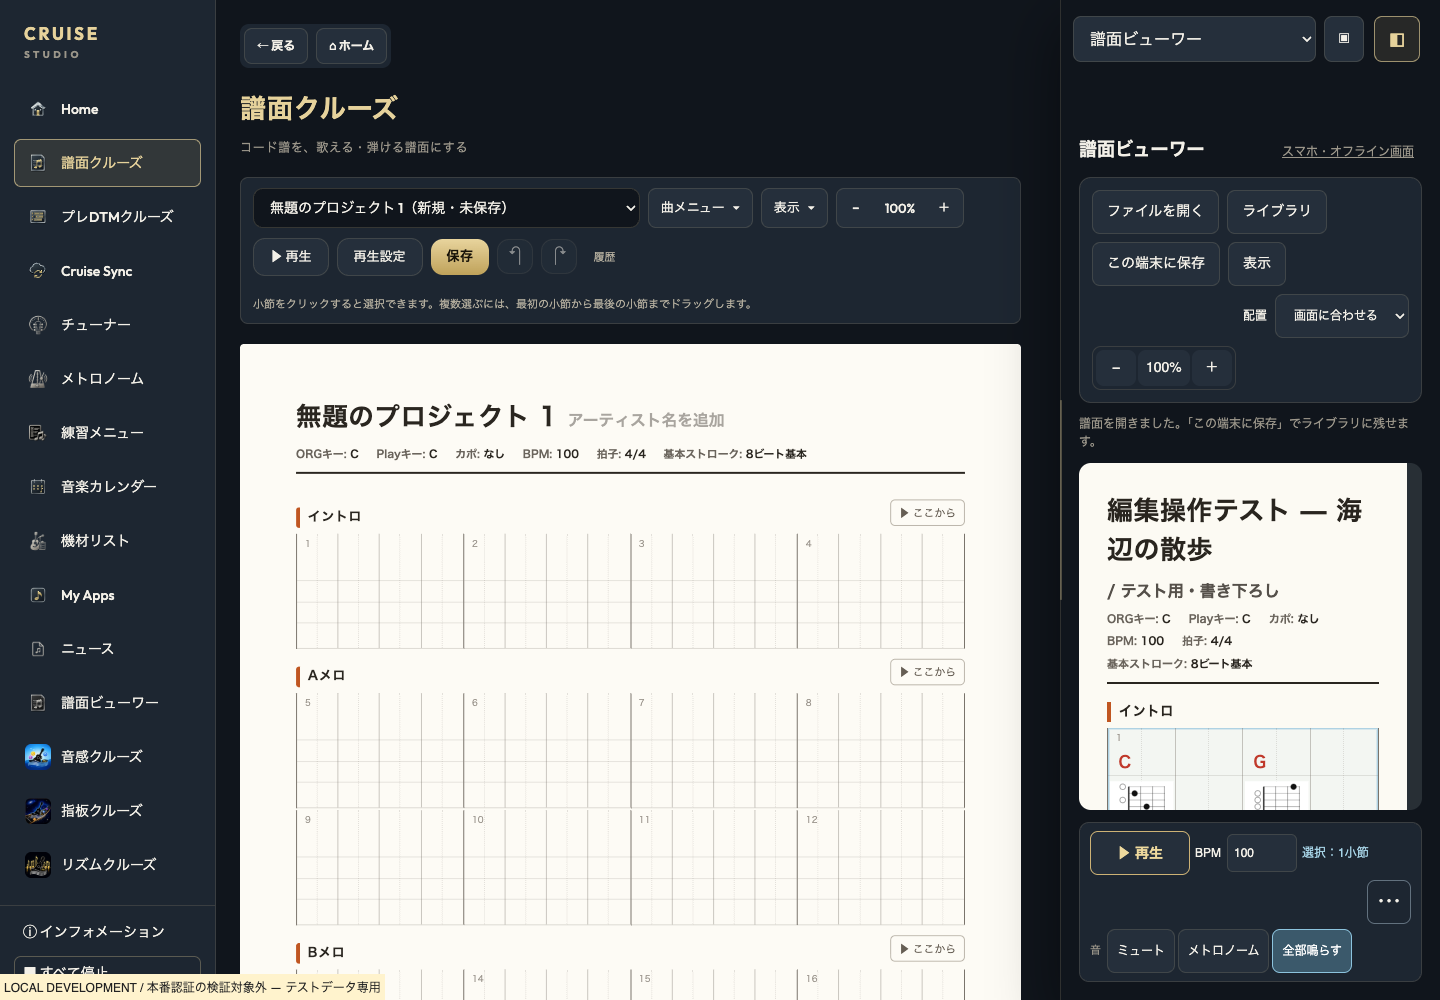 CRUISE
STUDIO
Home
譜面クルーズ
プレDTMクルーズ
Cruise Sync
チューナー
メトロノーム
練習メニュー
音楽カレンダー
機材リスト
My Apps
ニュース
譜面ビューワー
音感クルーズ
指板クルーズ
リズムクルーズ
ⓘ インフォメーション
■ すべて停止
LOCAL DEVELOPMENT / 本番認証の検証対象外 — テストデータ専用
← 戻る
⌂ ホーム
譜面クルーズ
コード譜を、歌える・弾ける譜面にする
無題のプロジェクト 1（新規・未保存）
曲メニュー ▾
表示 ▾
− 100% ＋
▶ 再生
再生設定
保存
履歴
小節をクリックすると選択できます。複数選ぶには、最初の小節から最後の小節までドラッグします。
無題のプロジェクト 1 アーティスト名を追加
ORGキー: C Playキー: C カポ: なし BPM: 100 拍子: 4/4 基本ストローク: 8ビート基本
イントロ
▶ ここから
1 2 3 4
Aメロ
▶ ここから
5 6 7 8
9 10 11 12
Bメロ
▶ ここから
14 15 16
譜面ビューワー
譜面ビューワー
スマホ・オフライン画面
ファイルを開く
ライブラリ
この端末に保存
表示
配置
画面に合わせる
− 100% ＋
譜面を開きました。「この端末に保存」でライブラリに残せま
す。
編集操作テスト — 海
辺の散歩
/ テスト用・書き下ろし
ORGキー: C Playキー: C カポ: なし
BPM: 100 拍子: 4/4
基本ストローク: 8ビート基本
イントロ
1
C G
▶ 再生
BPM
100
選択：1小節
…
音
ミュート
メトロノーム
全部鳴らす